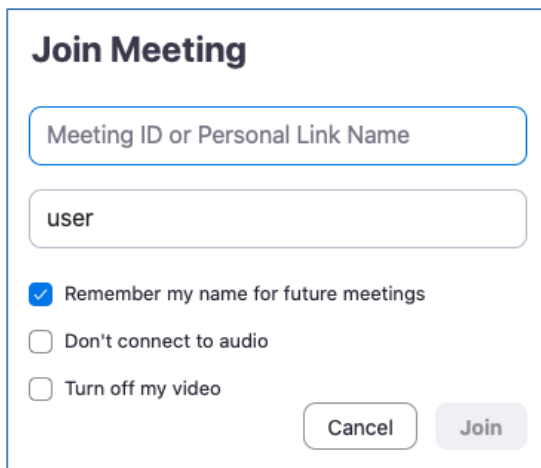 Join Meeting
Meeting ID or Personal Link Name
user
Remember my name for future meetings
Don't connect to audio
Turn off my video
Cancel Join